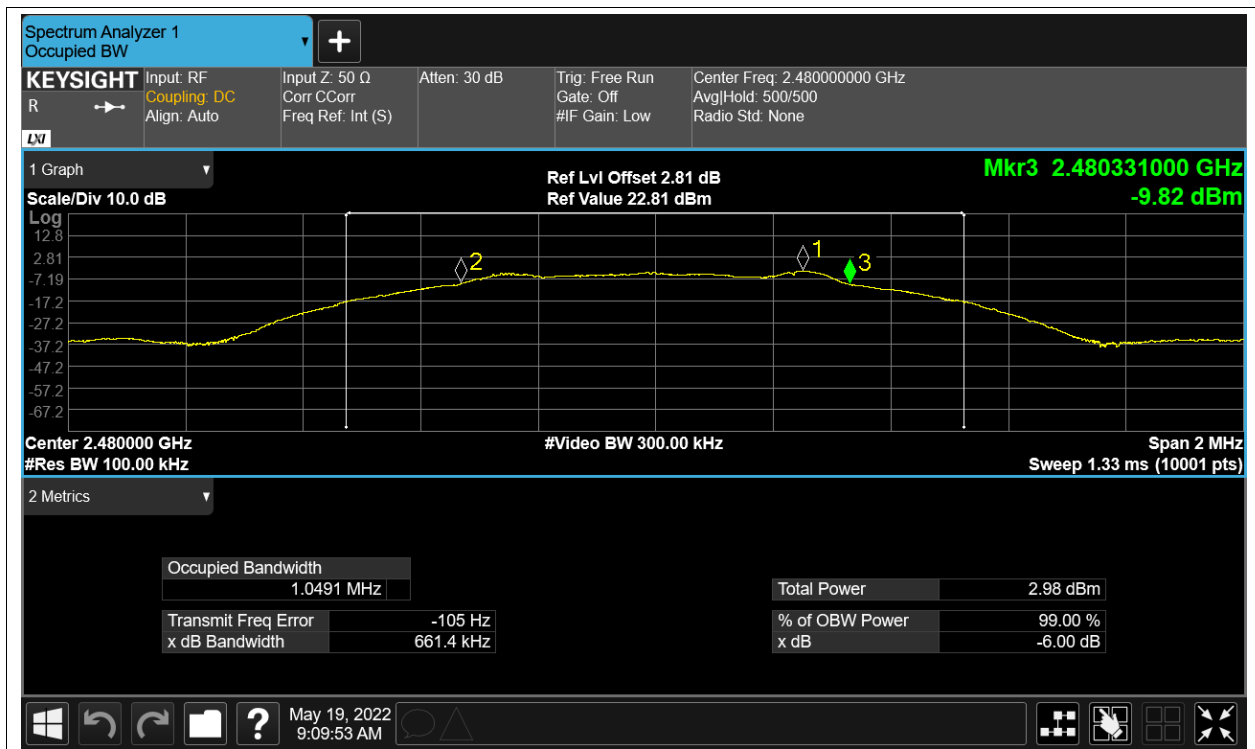 Spectrum Analyzer 1
Occupied BW
+
KEYSIGHT
R
LXI
Input: RF
Coupling: DC
Align: Auto
Input Z: 50 Ω
Corr CCorr
Freq Ref: Int (S)
Atten: 30 dB
Trig: Free Run
Gate: Off
#IF Gain: Low
Center Freq: 2.480000000 GHz
Avg|Hold: 500/500
Radio Std: None
1 Graph
Scale/Div 10.0 dB
Ref Lvl Offset 2.81 dB
Ref Value 22.81 dBm
Mkr3 2.480331000 GHz
-9.82 dBm
Log
12.8
2.81
-7.19
-17.2
-27.2
-37.2
-47.2
-57.2
-67.2
2
1
3
Center 2.480000 GHz
#Video BW 300.00 kHz
Span 2 MHz
#Res BW 100.00 kHz
Sweep 1.33 ms (10001 pts)
2 Metrics
Occupied Bandwidth
1.0491 MHz
Total Power 2.98 dBm
Transmit Freq Error -105 Hz
% of OBW Power 99.00 %
x dB Bandwidth 661.4 kHz
x dB -6.00 dB
?
May 19, 2022
9:09:53 AM